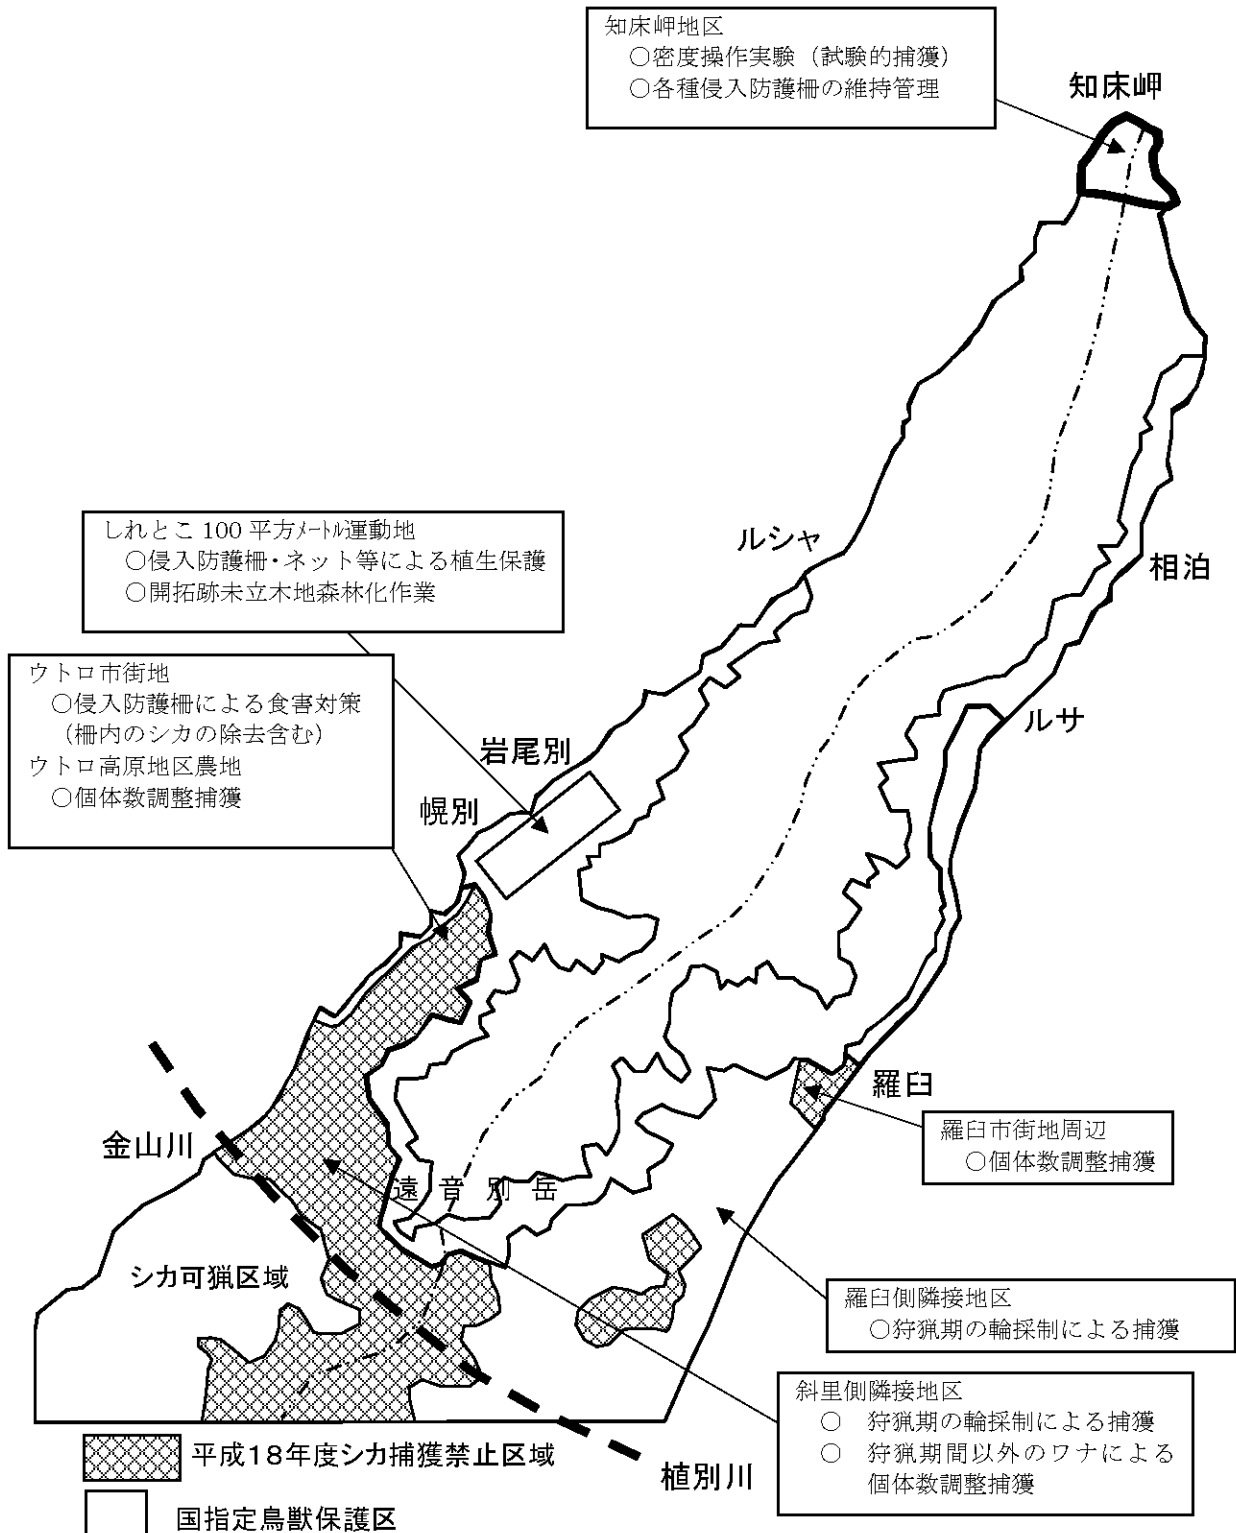 知床岬地区
○密度操作実験（試験的捕獲）
○各種侵入防護柵の維持管理
知床岬
しれとこ 100 平方ﾒｰﾄﾙ運動地
○侵入防護柵・ネット等による植生保護
○開拓跡未立木地森林化作業
ルシャ
相泊
ウトロ市街地
○侵入防護柵による食害対策
（柵内のシカの除去含む）
ウトロ高原地区農地
○個体数調整捕獲
ルサ
岩尾別
幌別
羅臼
金山川
羅臼市街地周辺
○個体数調整捕獲
遠音別岳
シカ可猟区域
羅臼側隣接地区
○狩猟期の輪採制による捕獲
斜里側隣接地区
○ 狩猟期の輪採制による捕獲
○ 狩猟期間以外のワナによる
個体数調整捕獲
平成18年度シカ捕獲禁止区域
植別川
国指定鳥獣保護区